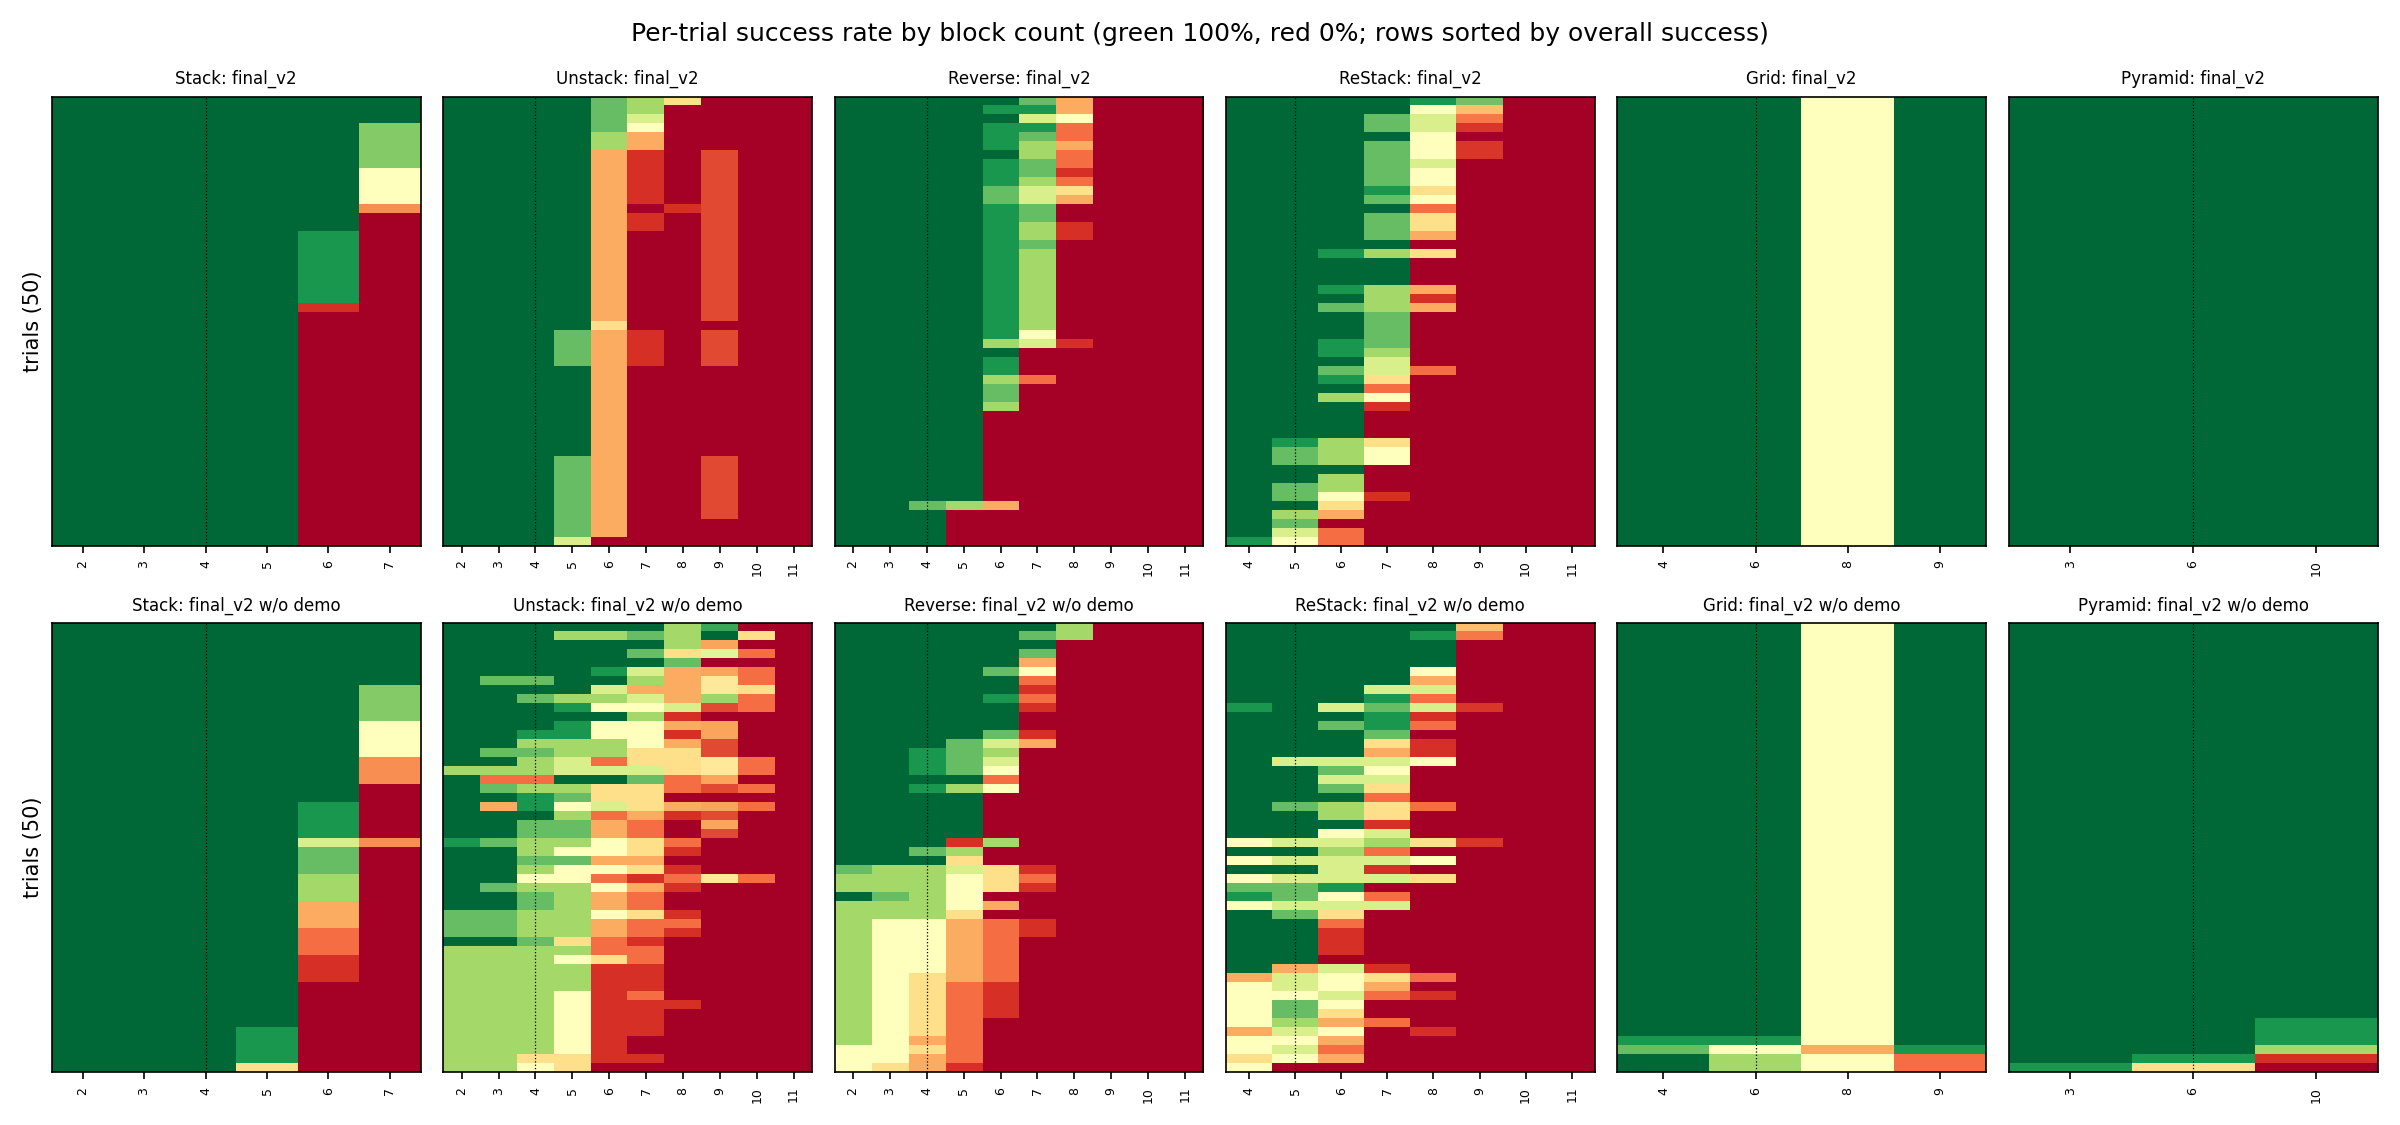 Per-trial success rate by block count (green 100%, red 0%; rows sorted by overall success)
Stack: final_v2
Unstack: final_v2
Reverse: final_v2
ReStack: final_v2
Grid: final_v2
Pyramid: final_v2
trials (50)
2 3 4 5 6 7
2 3 4 5 6 7 8 9 10 11
2 3 4 5 6 7 8 9 10 11
4 5 6 7 8 9 10 11
4 6 8 9
3 6 10
Stack: final_v2 w/o demo
Unstack: final_v2 w/o demo
Reverse: final_v2 w/o demo
ReStack: final_v2 w/o demo
Grid: final_v2 w/o demo
Pyramid: final_v2 w/o demo
trials (50)
2 3 4 5 6 7
2 3 4 5 6 7 8 9 10 11
2 3 4 5 6 7 8 9 10 11
4 5 6 7 8 9 10 11
4 6 8 9
3 6 10